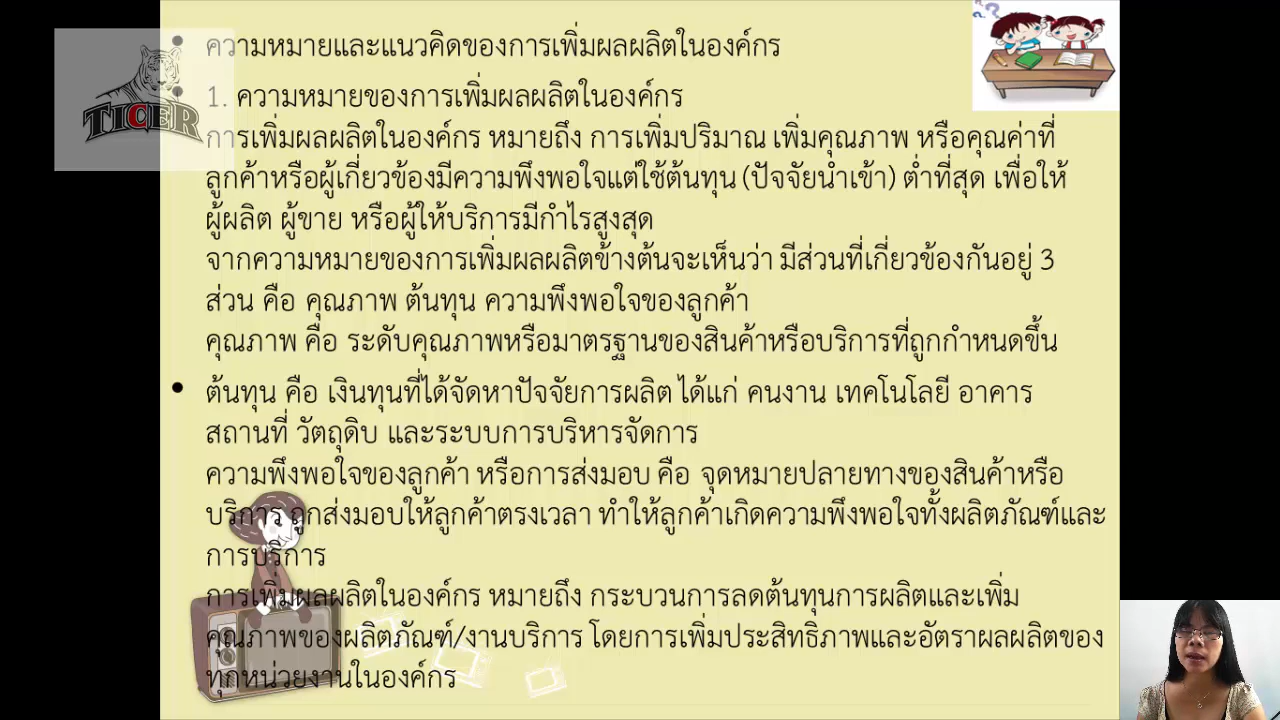 TICER
ความหมายและแนวคิดของการเพิ่มผลผลิตในองค์กร
1. ความหมายของการเพิ่มผลผลิตในองค์กร
การเพิ่มผลผลิตในองค์กร หมายถึง การเพิ่มปริมาณ เพิ่มคุณภาพ หรือคุณค่าที่
ลูกค้าหรือผู้เกี่ยวข้องมีความพึงพอใจแต่ใช้ต้นทุน (ปัจจัยนำเข้า) ต่ำที่สุด เพื่อให้
ผู้ผลิต ผู้ขาย หรือผู้ให้บริการมีกำไรสูงสุด
จากความหมายของการเพิ่มผลผลิตข้างต้นจะเห็นว่า มีส่วนที่เกี่ยวข้องกันอยู่ 3
ส่วน คือ คุณภาพ ต้นทุน ความพึงพอใจของลูกค้า
คุณภาพ คือ ระดับคุณภาพหรือมาตรฐานของสินค้าหรือบริการที่ถูกกำหนดขึ้น
ต้นทุน คือ เงินทุนที่ได้จัดหาปัจจัยการผลิต ได้แก่ คนงาน เทคโนโลยี อาคาร
สถานที่ วัตถุดิบ และระบบการบริหารจัดการ
ความพึงพอใจของลูกค้า หรือการส่งมอบ คือ จุดหมายปลายทางของสินค้าหรือ
บริการ ถูกส่งมอบให้ลูกค้าตรงเวลา ทำให้ลูกค้าเกิดความพึงพอใจทั้งผลิตภัณฑ์และ
การบริการ
การเพิ่มผลผลิตในองค์กร หมายถึง กระบวนการลดต้นทุนการผลิตและเพิ่ม
คุณภาพของผลิตภัณฑ์/งานบริการ โดยการเพิ่มประสิทธิภาพและอัตราผลผลิตของ
ทุกหน่วยงานในองค์กร